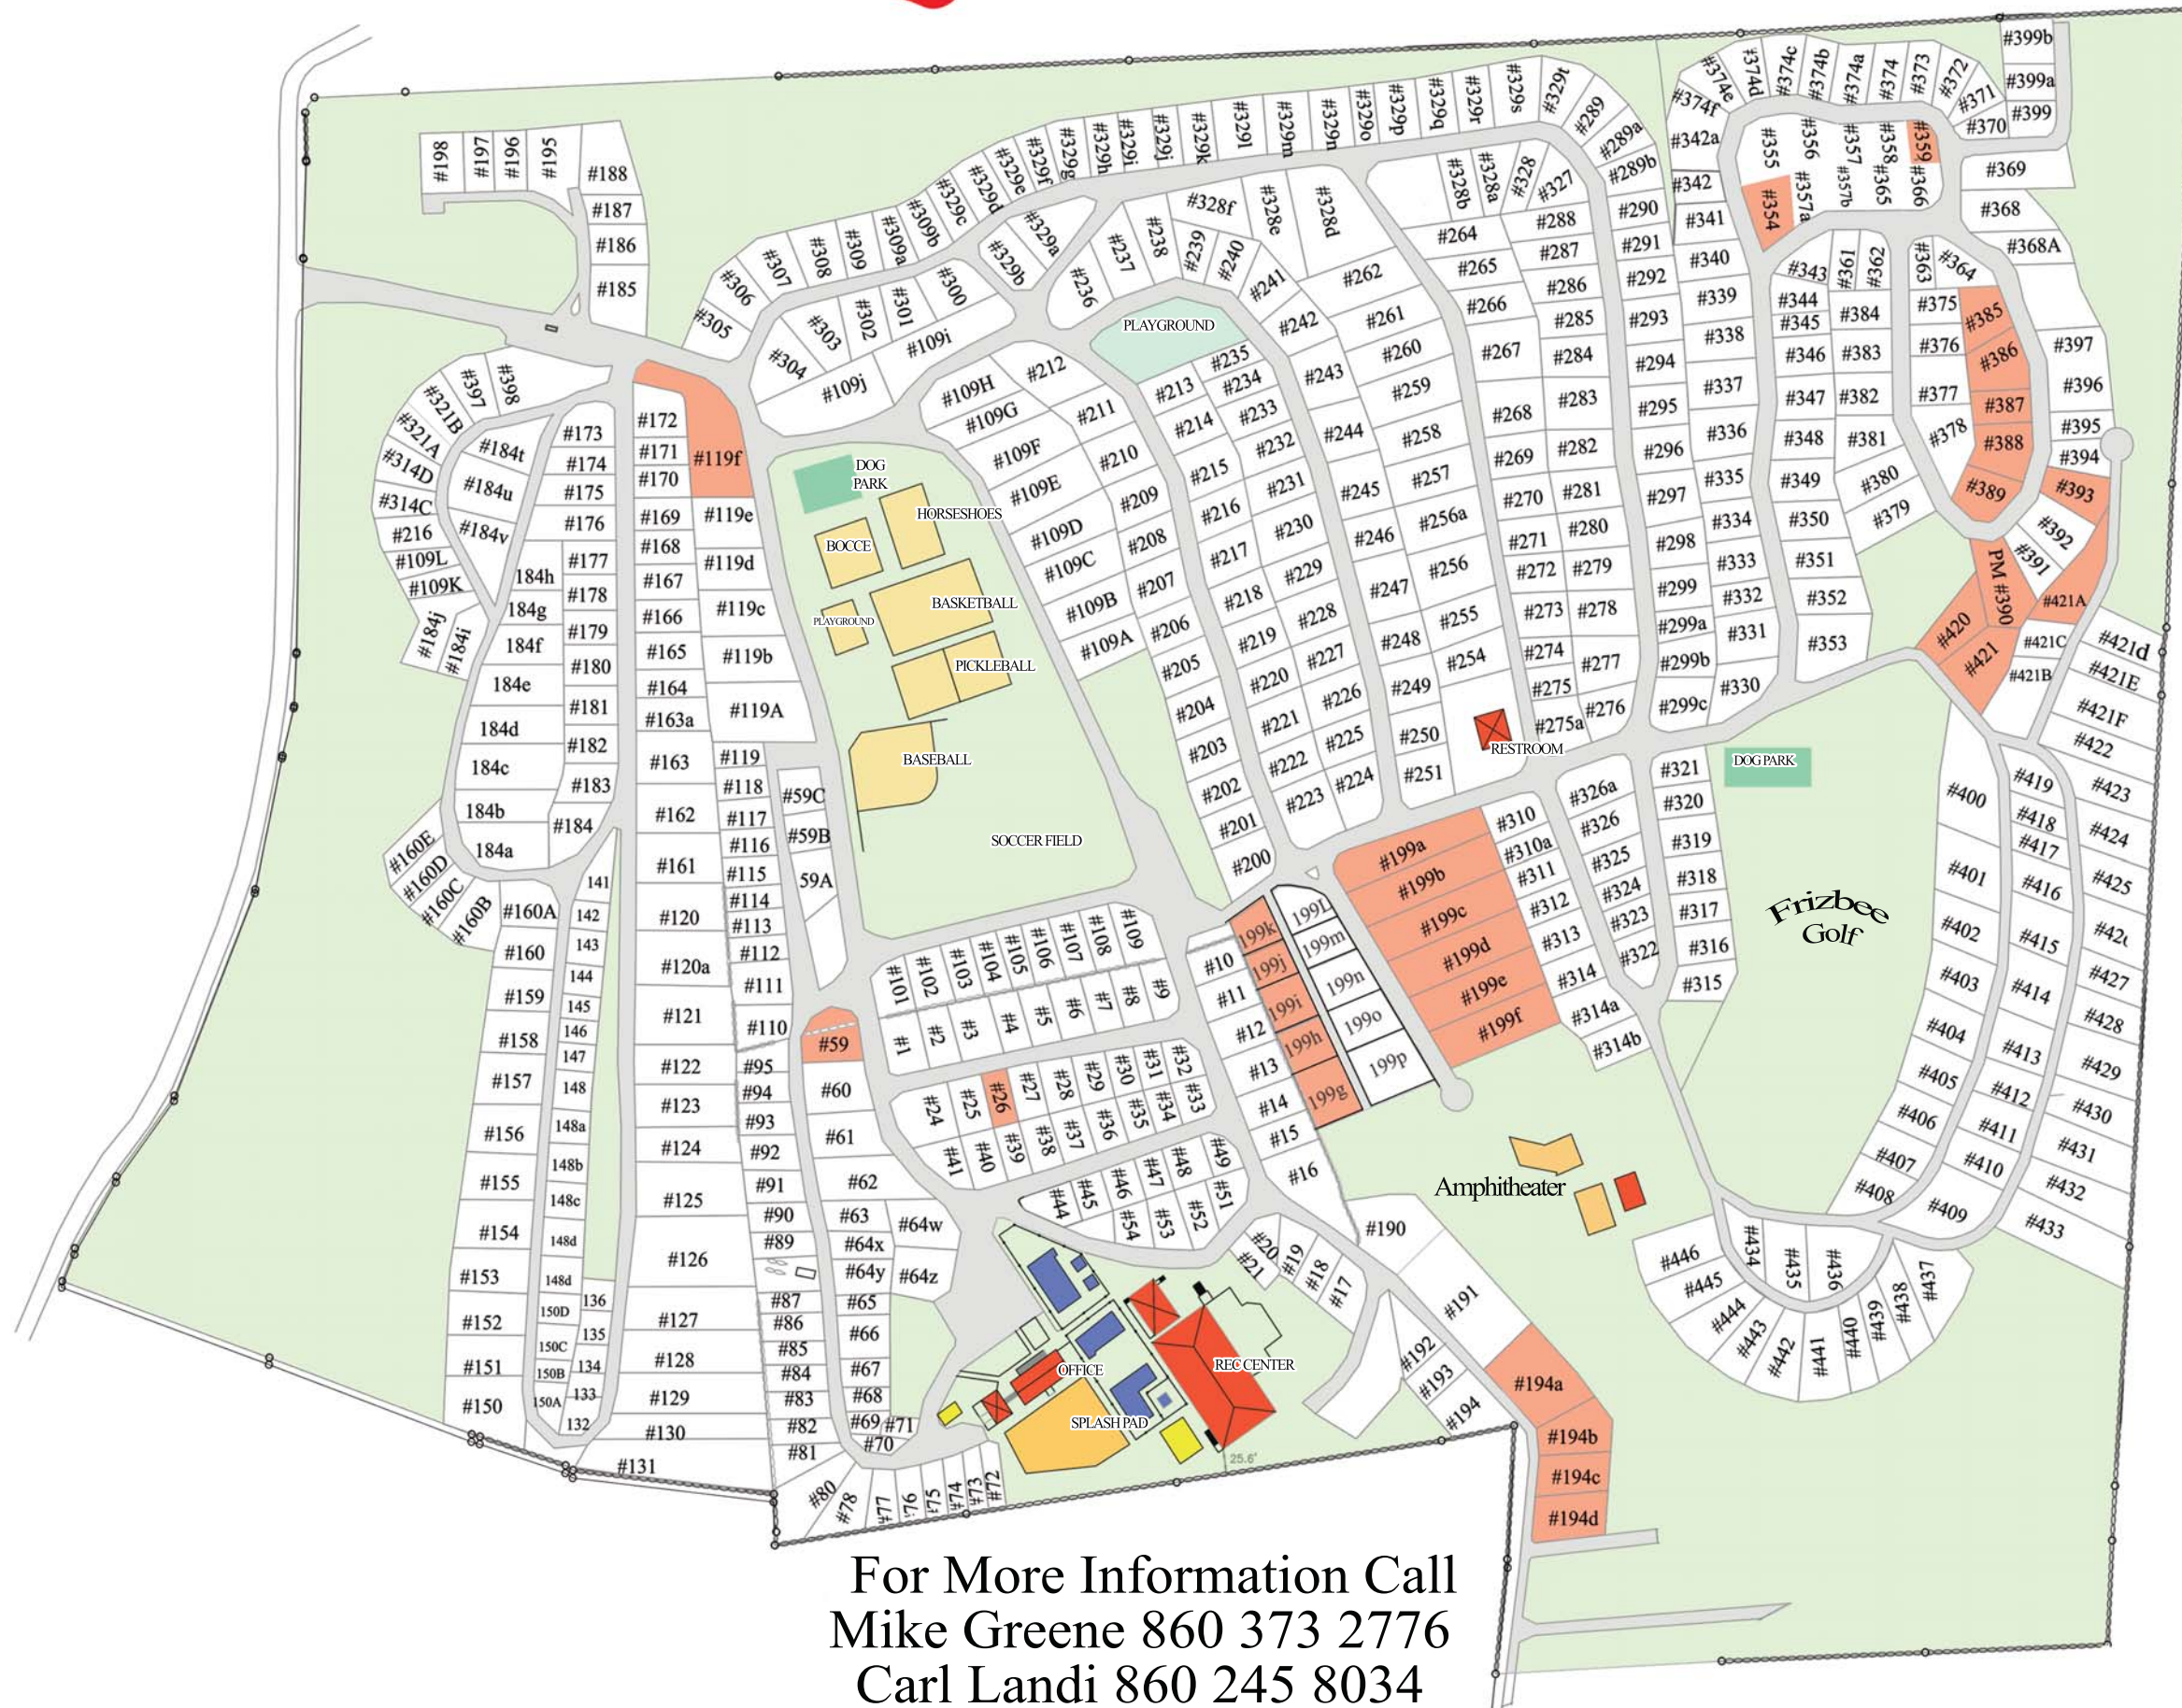 #399b
#374e
#374d
#374c
#374b
#374a
#374
#373
#372
#371
#399a
#374f
#370
#399
#329t
#329s
#329r
#329q
#329p
#329o
#329n
#329m
#329l
#329k
#329j
#329i
#329h
#329g
#329f
#329e
#329d
#329c
#289
#289a
#289b
#342a
#355
#356
#357
#358
#359
#369
#198
#197
#196
#195
#188
#187
#186
#185
#342
#354
#357a
#357b
#365
#366
#368
#368A
#328b
#328a
#328
#327
#328f
#328e
#328d
#309b
#309a
#309
#308
#307
#306
#305
#329a
#329b
#237
#238
#239
#240
#241
#236
#264
#288
#290
#341
#265
#287
#291
#340
#343
#361
#362
#363
#364
#300
#301
#302
#303
#304
#109i
#109j
#262
#266
#286
#292
#339
#344
#345
#384
#375
#385
PLAYGROUND
#242
#261
#285
#293
#338
#346
#383
#376
#386
#397
#398
#397
#321B
#321A
#314D
#314C
#216
#109L
#109K
#184j
#184i
#184t
#184u
#184v
#173
#174
#175
#176
#177
#178
#179
#180
#181
#182
#183
#184
184h
184g
184f
184e
184d
184c
184b
184a
#172
#171
#170
#119f
#169
#119e
#168
#119d
#167
#166
#119c
#165
#119b
#164
#163a
#119A
#163
#119
#118
#162
#117
#116
#161
#115
#114
#120
#113
#112
#120a
#111
#121
#110
#122
#95
#123
#94
#93
#124
#92
#91
#125
#90
#89
#126
#87
#127
#86
#85
#128
#84
#129
#83
#130
#82
#81
#131
#109H
#212
#109G
#211
#109F
#210
#109E
#209
#109D
#208
#109C
#207
#109B
#206
#109A
#205
#204
#203
#202
#201
#200
DOG
PARK
HORSESHOES
BOCCE
BASKETBALL
PLAYGROUND
PICKLEBALL
BASEBALL
SOCCER FIELD
#213
#235
#214
#234
#215
#233
#216
#232
#217
#231
#218
#230
#219
#229
#220
#228
#221
#227
#222
#226
#223
#225
#224
#243
#260
#244
#259
#245
#258
#246
#257
#247
#256a
#248
#256
#249
#255
#250
#254
#251
RESTROOM
#267
#284
#268
#283
#269
#282
#270
#281
#271
#280
#272
#279
#273
#278
#274
#277
#275
#275a
#276
#294
#337
#295
#336
#296
#335
#297
#334
#298
#333
#299
#332
#299a
#331
#299b
#330
#299c
#347
#382
#348
#381
#349
#380
#350
#379
#351
#352
#353
#377
#378
#387
#388
#389
#396
#395
#394
#393
#392
#391
PM #390
#420
#421
#421A
#421C
#421B
#421d
#421E
#421F
#422
#423
#424
#425
#427
#428
#429
#430
#431
#432
#433
#419
#418
#417
#416
#415
#414
#413
#412
#411
#410
#409
#400
#401
#402
#403
#404
#405
#406
#407
#408
DOG PARK
Frizbee
Golf
#321
#320
#319
#318
#317
#316
#315
#326a
#326
#325
#324
#323
#322
#310
#310a
#311
#312
#313
#314
#314a
#314b
#199a
#199b
#199c
#199d
#199e
#199f
199k
199j
199i
199h
199g
199L
199m
199n
199o
199p
#160E
#160D
#160C
#160B
#160A
#160
#159
#158
#157
#156
#155
#154
#153
#152
#151
#150
141
142
143
144
145
146
147
148
148a
148b
148c
148d
148d
150D
150C
150B
150A
136
135
134
133
132
#59C
#59B
59A
#59
#60
#61
#62
#63
#64w
#64x
#64y
#64z
#65
#66
#67
#68
#69
#71
#70
#80
#78
#77
#75
#74
#73
#72
#101
#102
#103
#104
#105
#106
#107
#108
#109
#1
#2
#3
#4
#5
#6
#7
#8
#9
#10
#11
#12
#13
#14
#15
#16
#24
#25
#26
#27
#28
#29
#30
#31
#32
#41
#40
#39
#38
#37
#36
#35
#34
#33
#44
#45
#46
#47
#48
#49
#54
#53
#52
#51
#21
#20
#19
#18
#17
#190
#191
#192
#193
#194
#194a
#194b
#194c
#194d
Amphitheater
#446
#445
#444
#443
#442
#441
#440
#439
#438
#437
#434
#435
#436
OFFICE
REC CENTER
SPLASH PAD
25.6'
For More Information Call
Mike Greene 860 373 2776
Carl Landi 860 245 8034